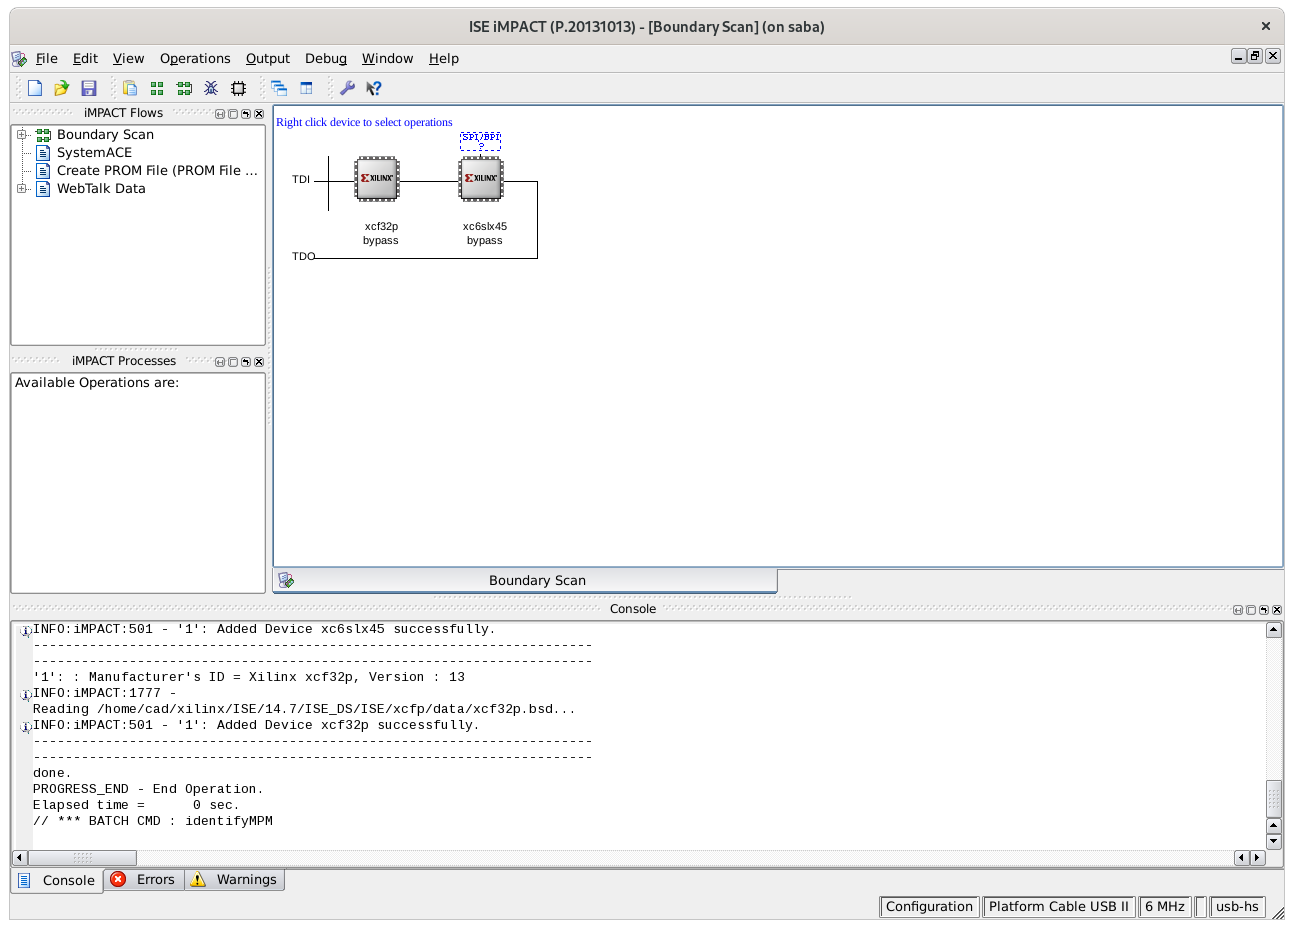 ISE iMPACT (P.20131013) - [Boundary Scan] (on saba)
File Edit View Operations Output Debug Window Help
iMPACT Flows
Boundary Scan
SystemACE
Create PROM File (PROM File ...
WebTalk Data
iMPACT Processes
Available Operations are:
Right click device to select operations
SPI/BPI
?
TDI
XILINX
XILINX
xcf32p
bypass
xc6slx45
bypass
TDO
Boundary Scan
Console
INFO:iMPACT:501 - '1': Added Device xc6slx45 successfully.
----------------------------------------------------------------------
----------------------------------------------------------------------
'1': : Manufacturer's ID = Xilinx xcf32p, Version : 13
INFO:iMPACT:1777 -
Reading /home/cad/xilinx/ISE/14.7/ISE_DS/ISE/xcfp/data/xcf32p.bsd...
INFO:iMPACT:501 - '1': Added Device xcf32p successfully.
----------------------------------------------------------------------
----------------------------------------------------------------------
done.
PROGRESS_END - End Operation.
Elapsed time =      0 sec.
// *** BATCH CMD : identifyMPM
Console Errors Warnings
Configuration Platform Cable USB II 6 MHz usb-hs